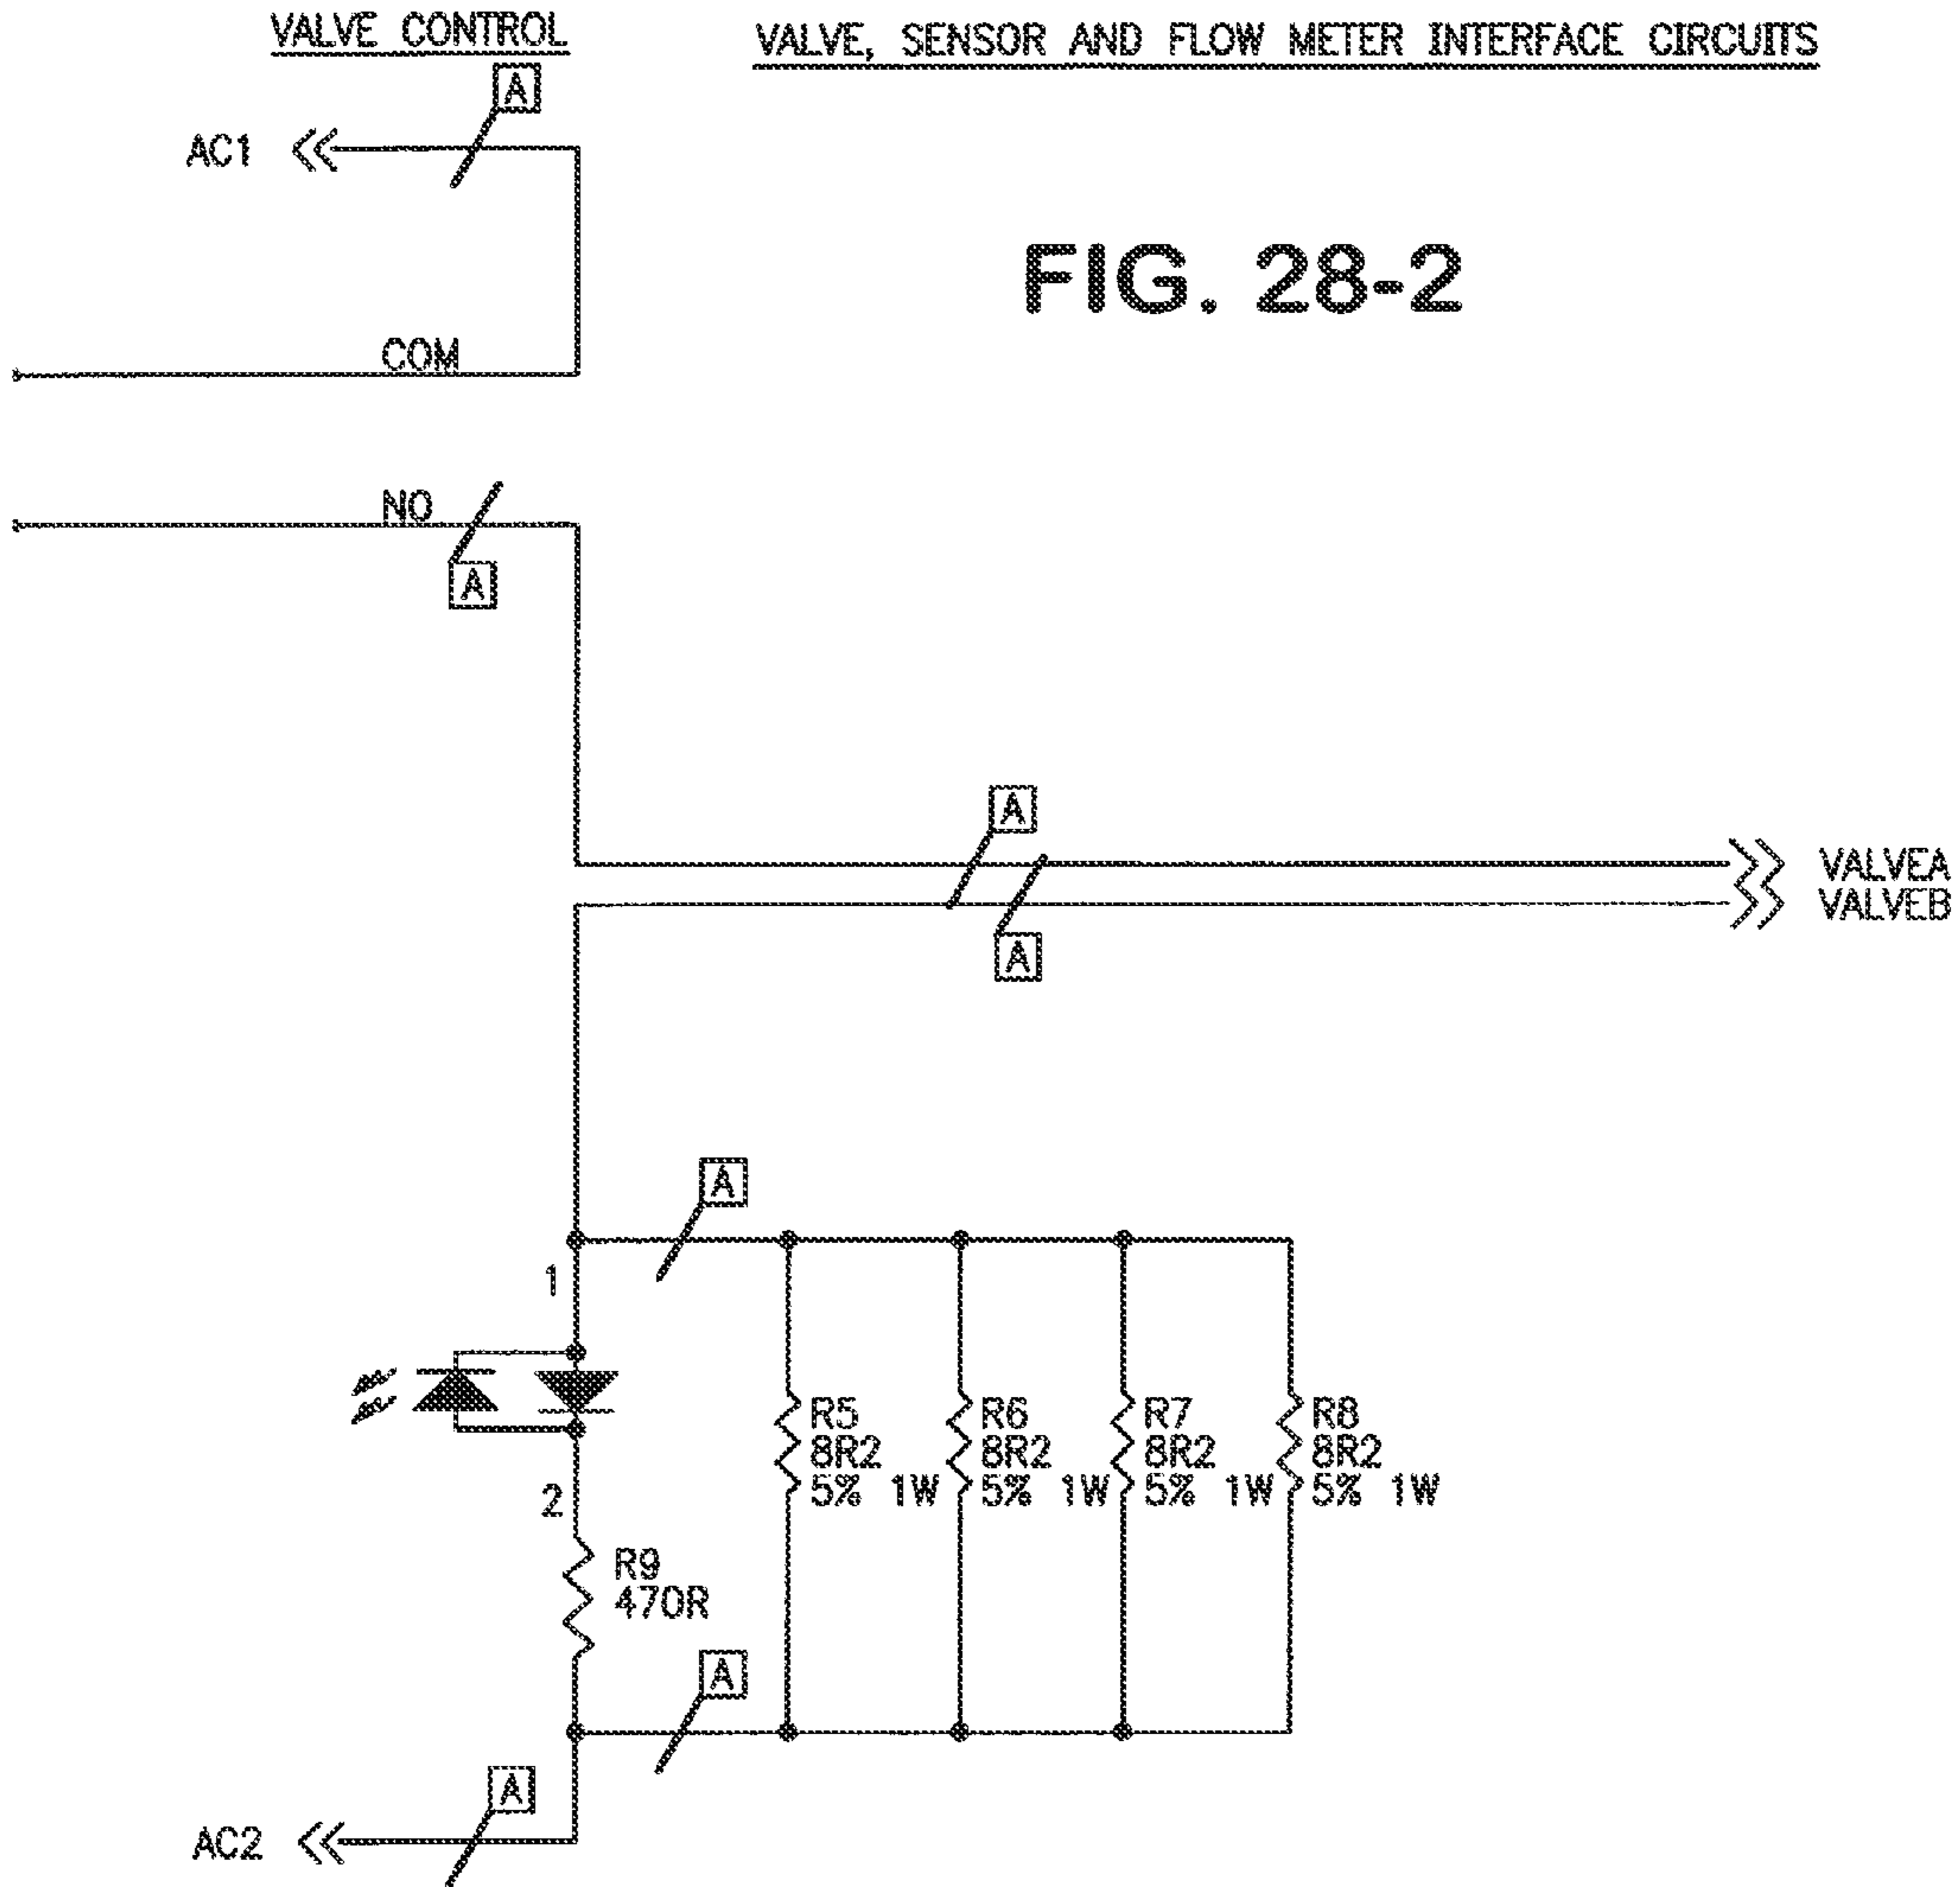 VALVE CONTROL
VALVE, SENSOR AND FLOW METER INTERFACE CIRCUITS
A
AC1
FIG. 28-2
COM
NO
A
A
VALVEA
VALVEB
A
A
1
R5
8R2
5% 1W
R6
8R2
5% 1W
R7
8R2
5% 1W
R8
8R2
5% 1W
2
R9
470R
A
A
AC2